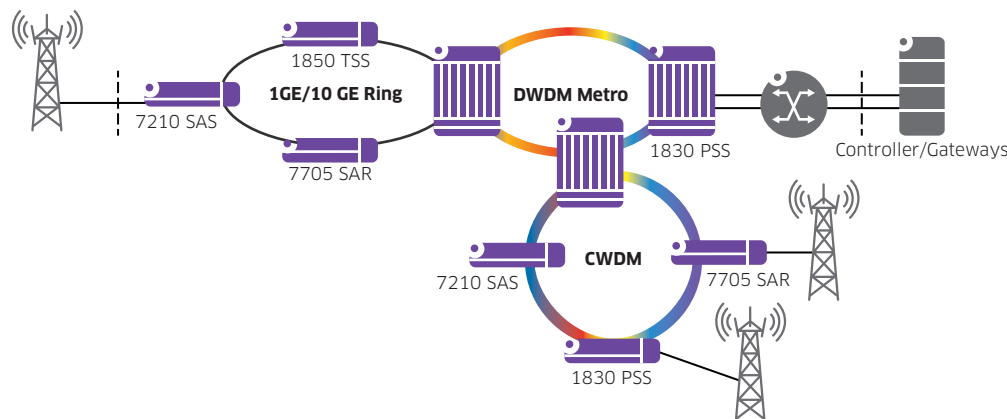 1850 TSS
1GE/10 GE Ring
7210 SAS
7705 SAR
DWDM Metro
1830 PSS
Controller/Gateways
CWDM
7210 SAS
7705 SAR
1830 PSS